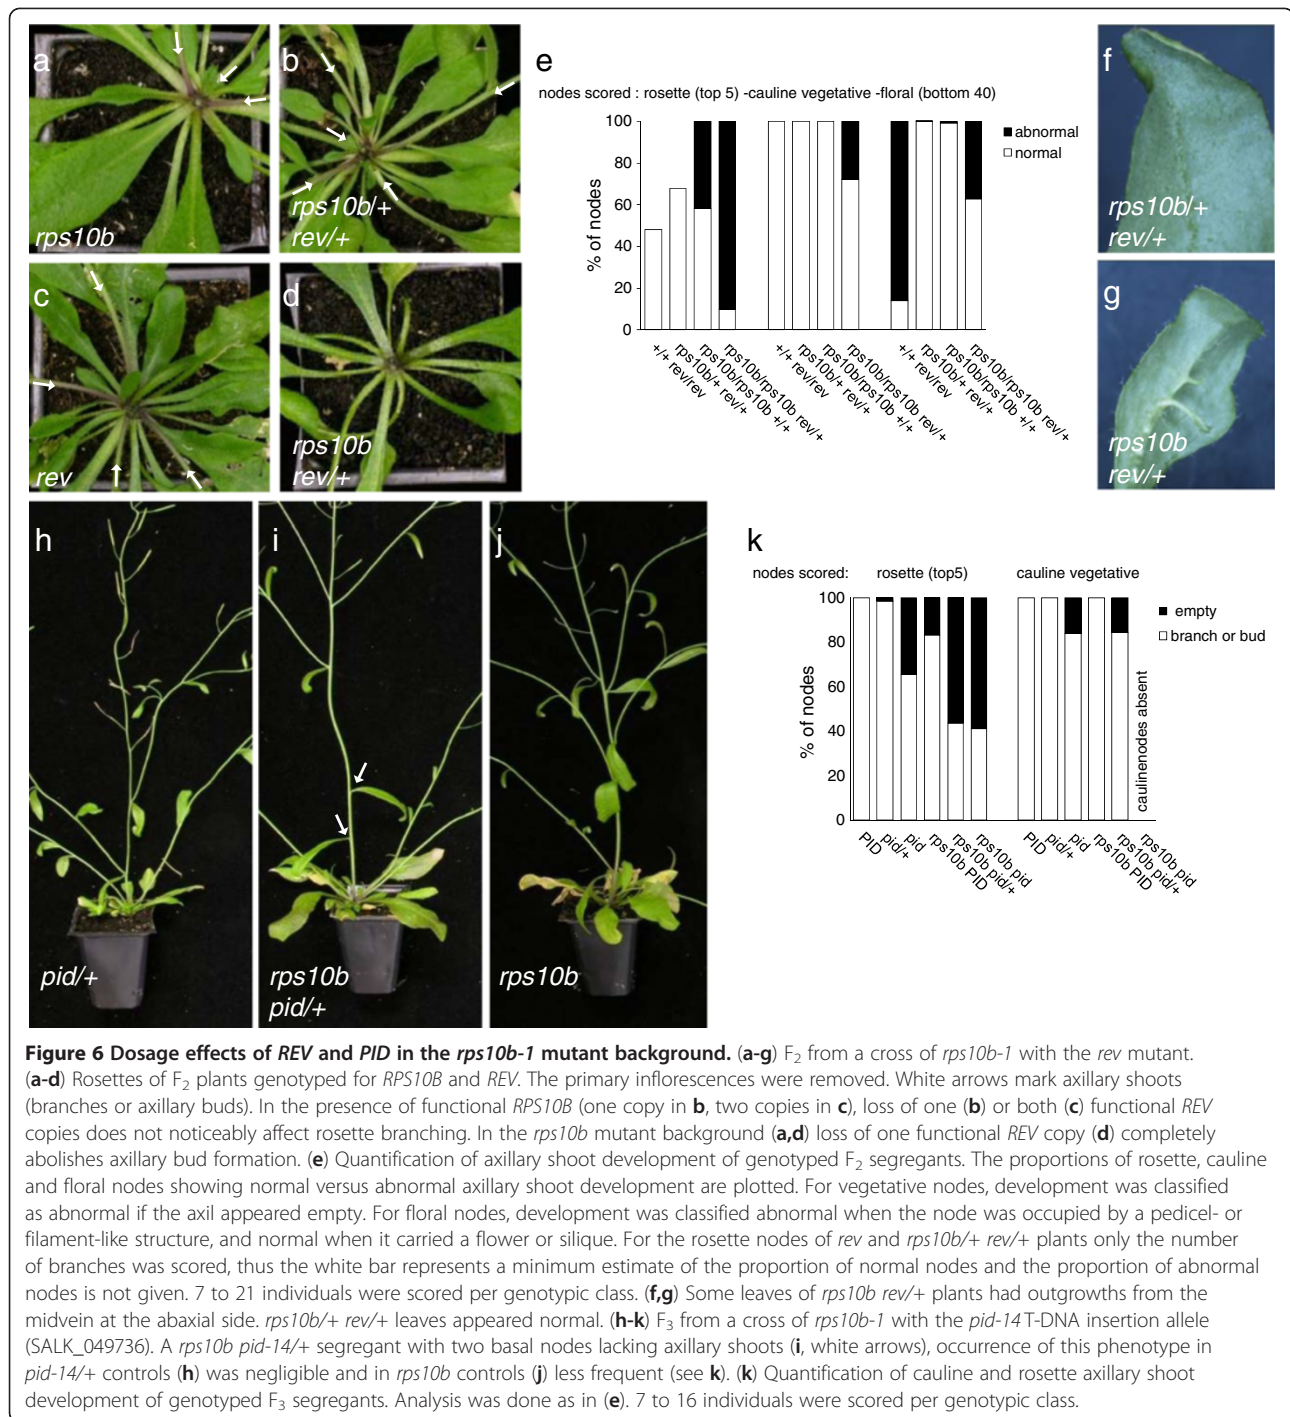 a
rps10b
b
rps10b/+
rev/+
c
rev
d
rps10b
rev/+
e
nodes scored : rosette (top 5) -cauline vegetative -floral (bottom 40)
abnormal
normal
% of nodes
100
80
60
40
20
0
+/+ rev/rev
rps10b/+ rev/+
rps10b/rps10b +/+
rps10b/rps10b rev/+
+/+ rev/rev
rps10b/+ rev/+
rps10b/rps10b +/+
rps10b/rps10b rev/+
+/+ rev/rev
rps10b/+ rev/+
rps10b/rps10b +/+
rps10b/rps10b rev/+
f
rps10b/+
rev/+
g
rps10b
rev/+
h
pid/+
i
rps10b
pid/+
j
rps10b
k
nodes scored: rosette (top5) cauline vegetative
empty
branch or bud
% of nodes
100
80
60
40
20
0
PID
pid/+
pid
rps10b PID
rps10b pid/+
rps10b pid
PID
pid/+
pid
rps10b PID
rps10b pid/+
rps10b pid
caulinenodes absent
Figure 6 Dosage effects of REV and PID in the rps10b-1 mutant background. (a-g) F2 from a cross of rps10b-1 with the rev mutant.
(a-d) Rosettes of F2 plants genotyped for RPS10B and REV. The primary inflorescences were removed. White arrows mark axillary shoots
(branches or axillary buds). In the presence of functional RPS10B (one copy in b, two copies in c), loss of one (b) or both (c) functional REV
copies does not noticeably affect rosette branching. In the rps10b mutant background (a,d) loss of one functional REV copy (d) completely
abolishes axillary bud formation. (e) Quantification of axillary shoot development of genotyped F2 segregants. The proportions of rosette, cauline
and floral nodes showing normal versus abnormal axillary shoot development are plotted. For vegetative nodes, development was classified
as abnormal if the axil appeared empty. For floral nodes, development was classified abnormal when the node was occupied by a pedicel- or
filament-like structure, and normal when it carried a flower or silique. For the rosette nodes of rev and rps10b/+ rev/+ plants only the number
of branches was scored, thus the white bar represents a minimum estimate of the proportion of normal nodes and the proportion of abnormal
nodes is not given. 7 to 21 individuals were scored per genotypic class. (f,g) Some leaves of rps10b rev/+ plants had outgrowths from the
midvein at the abaxial side. rps10b/+ rev/+ leaves appeared normal. (h-k) F3 from a cross of rps10b-1 with the pid-14 T-DNA insertion allele
(SALK_049736). A rps10b pid-14/+ segregant with two basal nodes lacking axillary shoots (i, white arrows), occurrence of this phenotype in
pid-14/+ controls (h) was negligible and in rps10b controls (j) less frequent (see k). (k) Quantification of cauline and rosette axillary shoot
development of genotyped F3 segregants. Analysis was done as in (e). 7 to 16 individuals were scored per genotypic class.